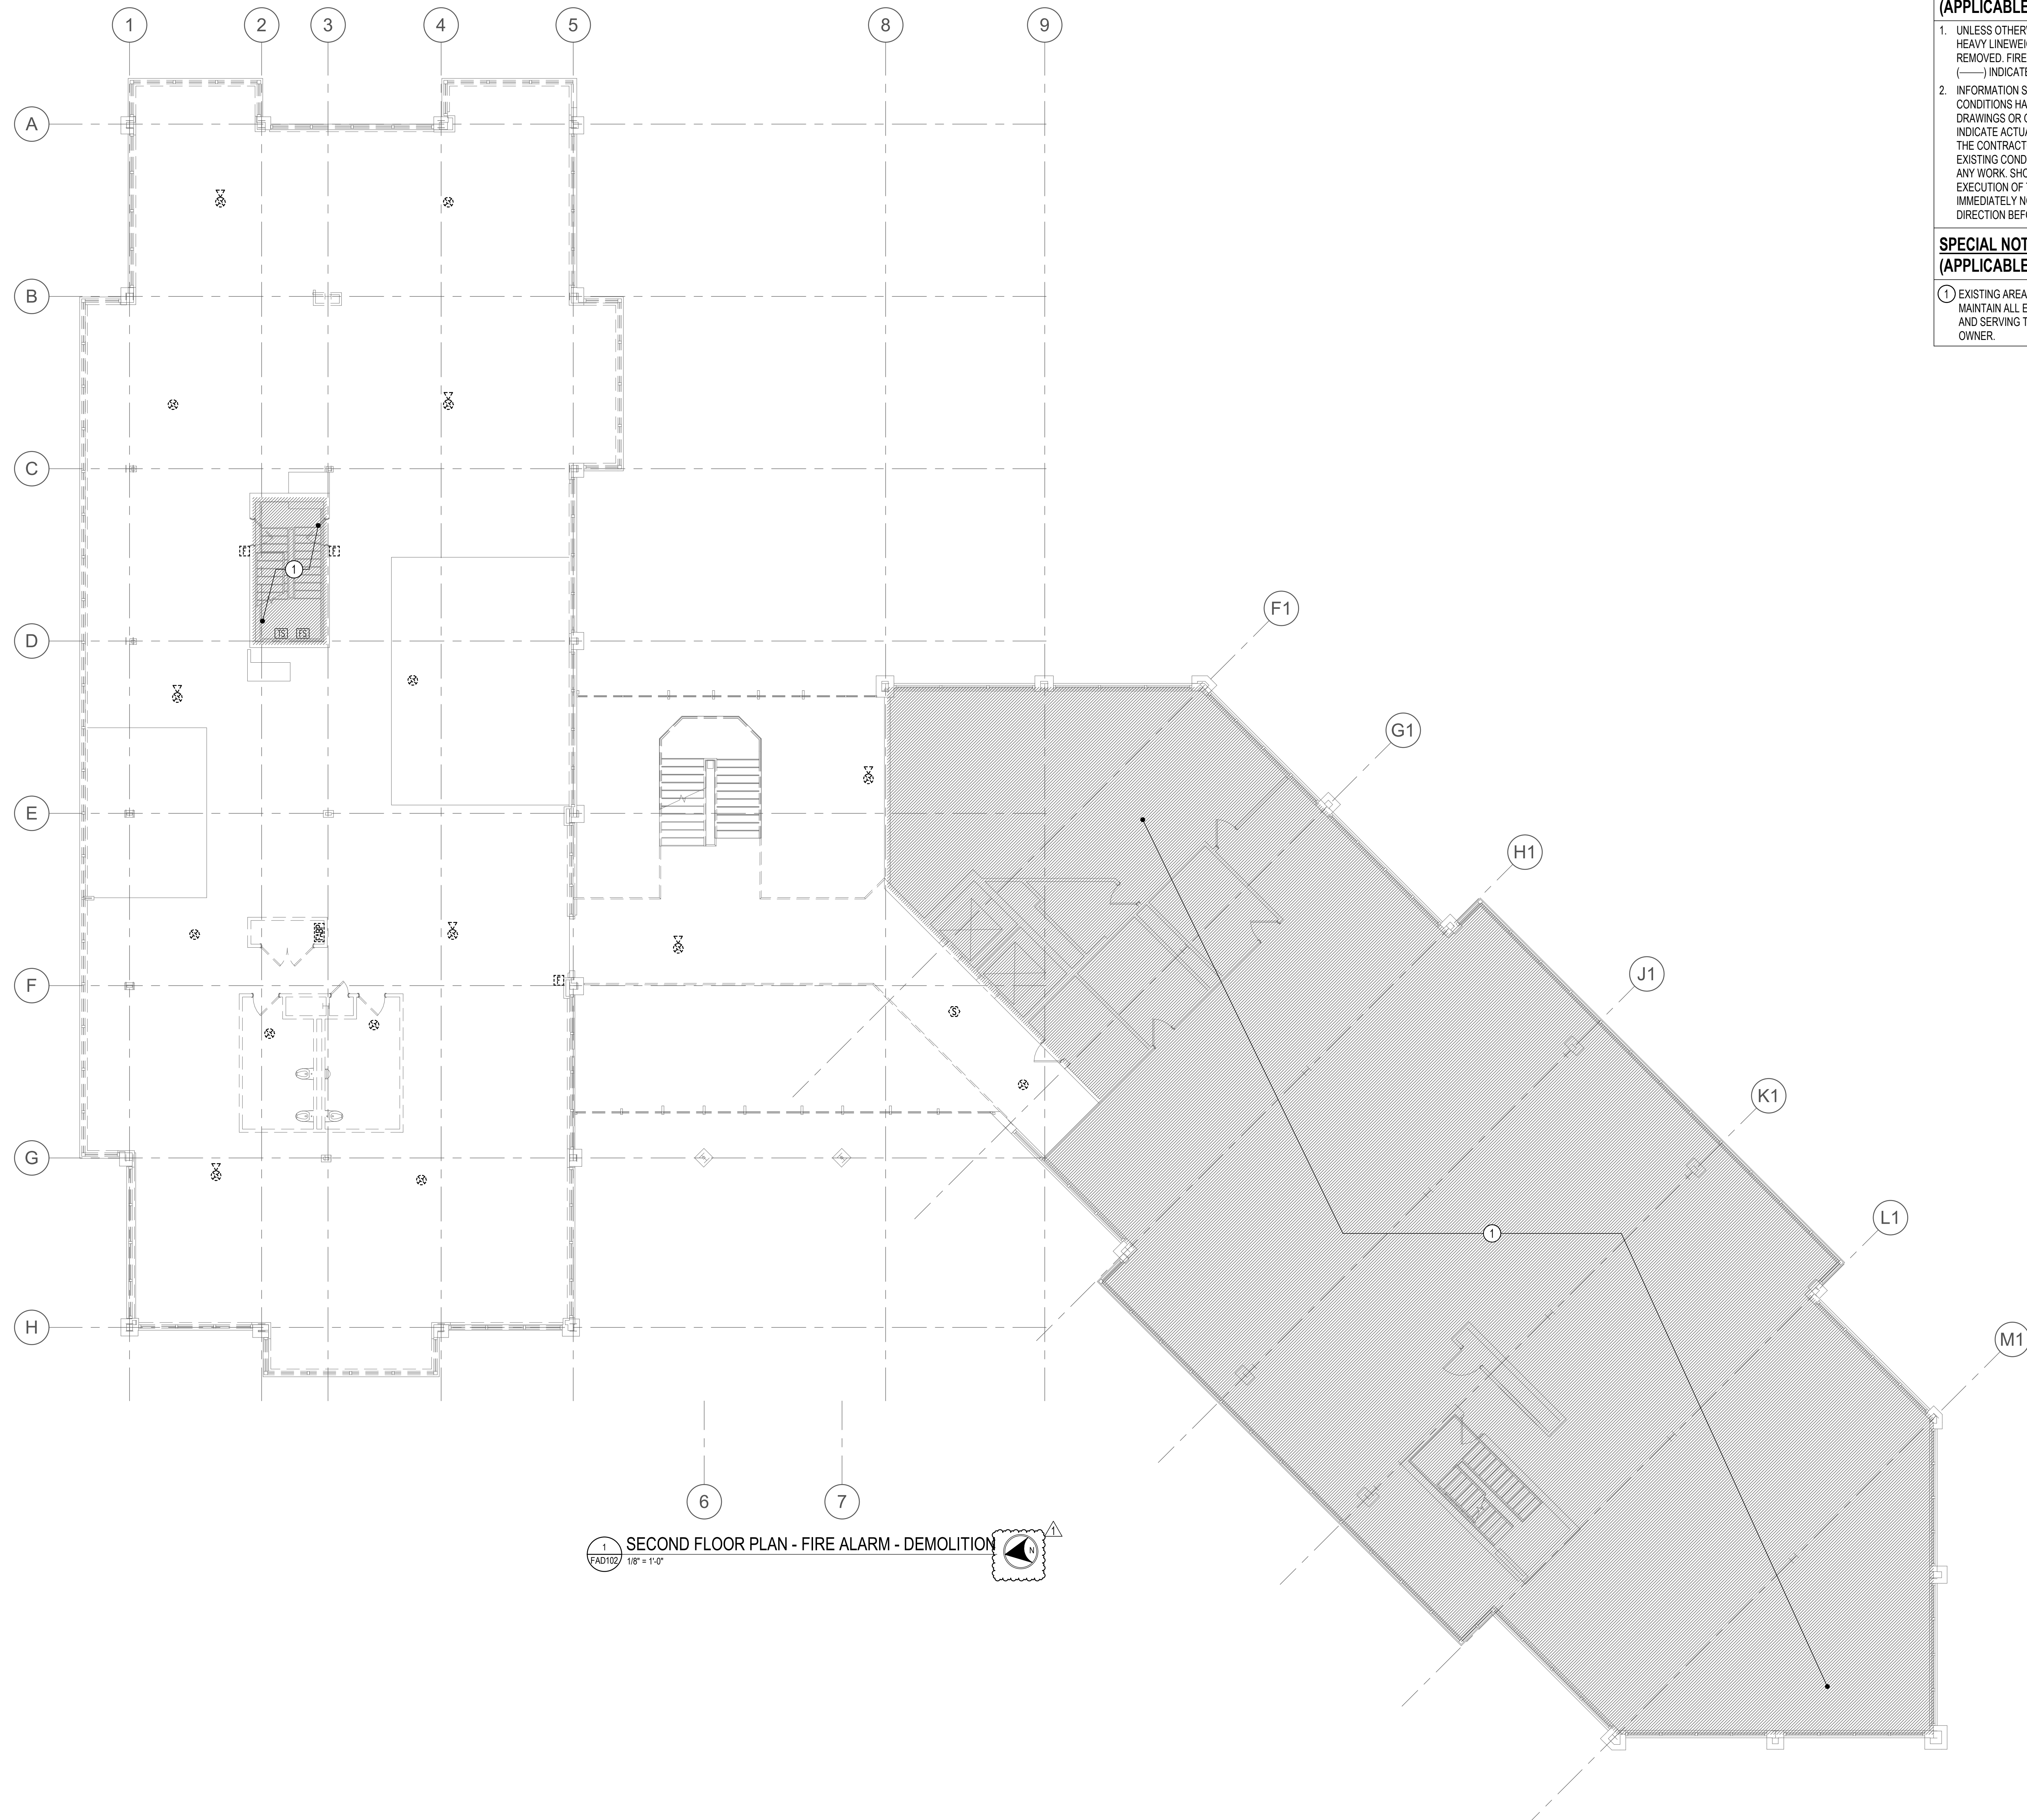 1 2 3 4 5 8 9
(APPLICABLE
1. UNLESS OTHER
HEAVY LINEWEI
REMOVED. FIRE
(——) INDICATE
2. INFORMATION S
CONDITIONS HA
DRAWINGS OR
INDICATE ACTUA
THE CONTRACT
EXISTING COND
ANY WORK. SHO
EXECUTION OF
IMMEDIATELY N
DIRECTION BEF
SPECIAL NOT
(APPLICABLE
1 EXISTING AREA
MAINTAIN ALL E
AND SERVING T
OWNER.
A
B
C
F F
1
TS FS
D
F1
G1
E
H1
F
F
J1
S
K1
G
L1
1
H
M1
6 7
1
SECOND FLOOR PLAN - FIRE ALARM - DEMOLITION
N
1
FAD102
1/8" = 1'-0"